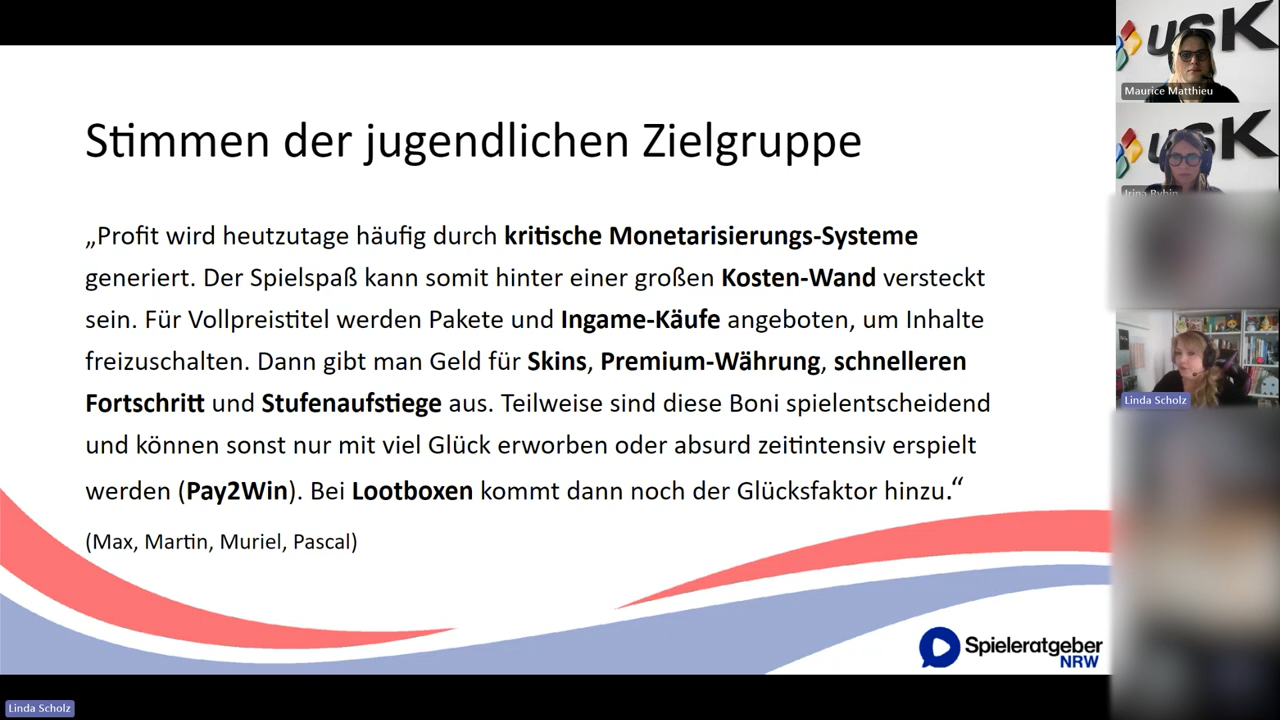 Stimmen der jugendlichen Zielgruppe
„Profit wird heutzutage häufig durch kritische Monetarisierungs-Systeme
generiert. Der Spielspaß kann somit hinter einer großen Kosten-Wand versteckt
sein. Für Vollpreistitel werden Pakete und Ingame-Käufe angeboten, um Inhalte
freizuschalten. Dann gibt man Geld für Skins, Premium-Währung, schnelleren
Fortschritt und Stufenaufstiege aus. Teilweise sind diese Boni spielentscheidend
und können sonst nur mit viel Glück erworben oder absurd zeitintensiv erspielt
werden (Pay2Win). Bei Lootboxen kommt dann noch der Glücksfaktor hinzu.“
(Max, Martin, Muriel, Pascal)
Spieleratgeber
NRW
usk
Maurice Matthieu
usk
Irina Rybin
Linda Scholz
Linda Scholz